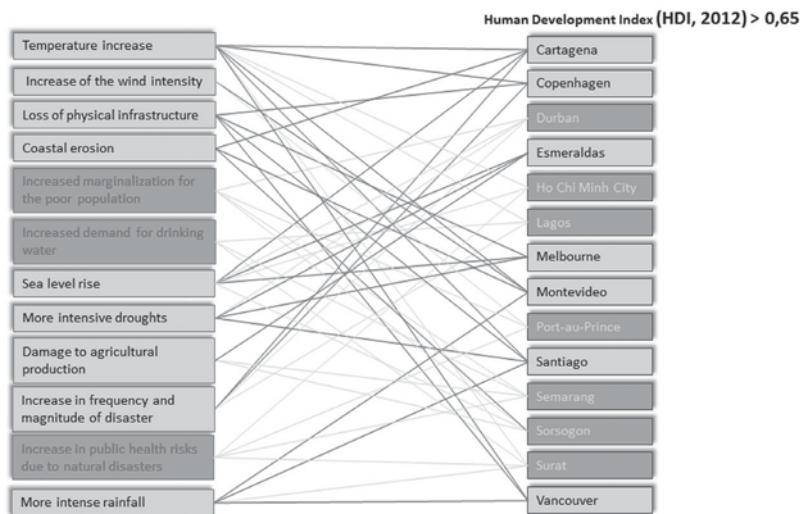 Human Development Index (HDI, 2012) > 0,65
Temperature increase
Increase of the wind intensity
Loss of physical infrastructure
Coastal erosion
Increased marginalization for
the poor population
Increased demand for drinking
water
Sea level rise
More intensive droughts
Damage to agricultural
production
Increase in frequency and
magnitude of disaster
Increase in public health risks
due to natural disasters
More intense rainfall
Cartagena
Copenhagen
Durban
Esmeraldas
Ho Chi Minh City
Lagos
Melbourne
Montevideo
Port-au-Prince
Santiago
Semarang
Sorsogon
Surat
Vancouver